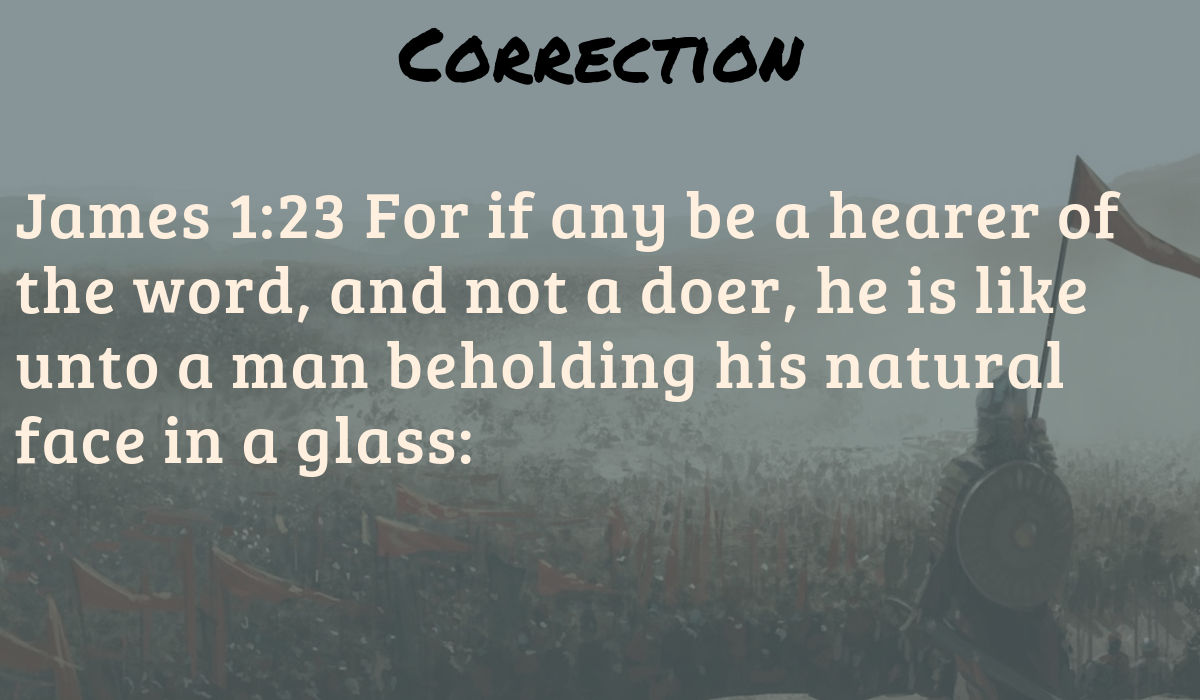 Correction
James 1:23 For if any be a hearer of
the word, and not a doer, he is like
unto a man beholding his natural
face in a glass: